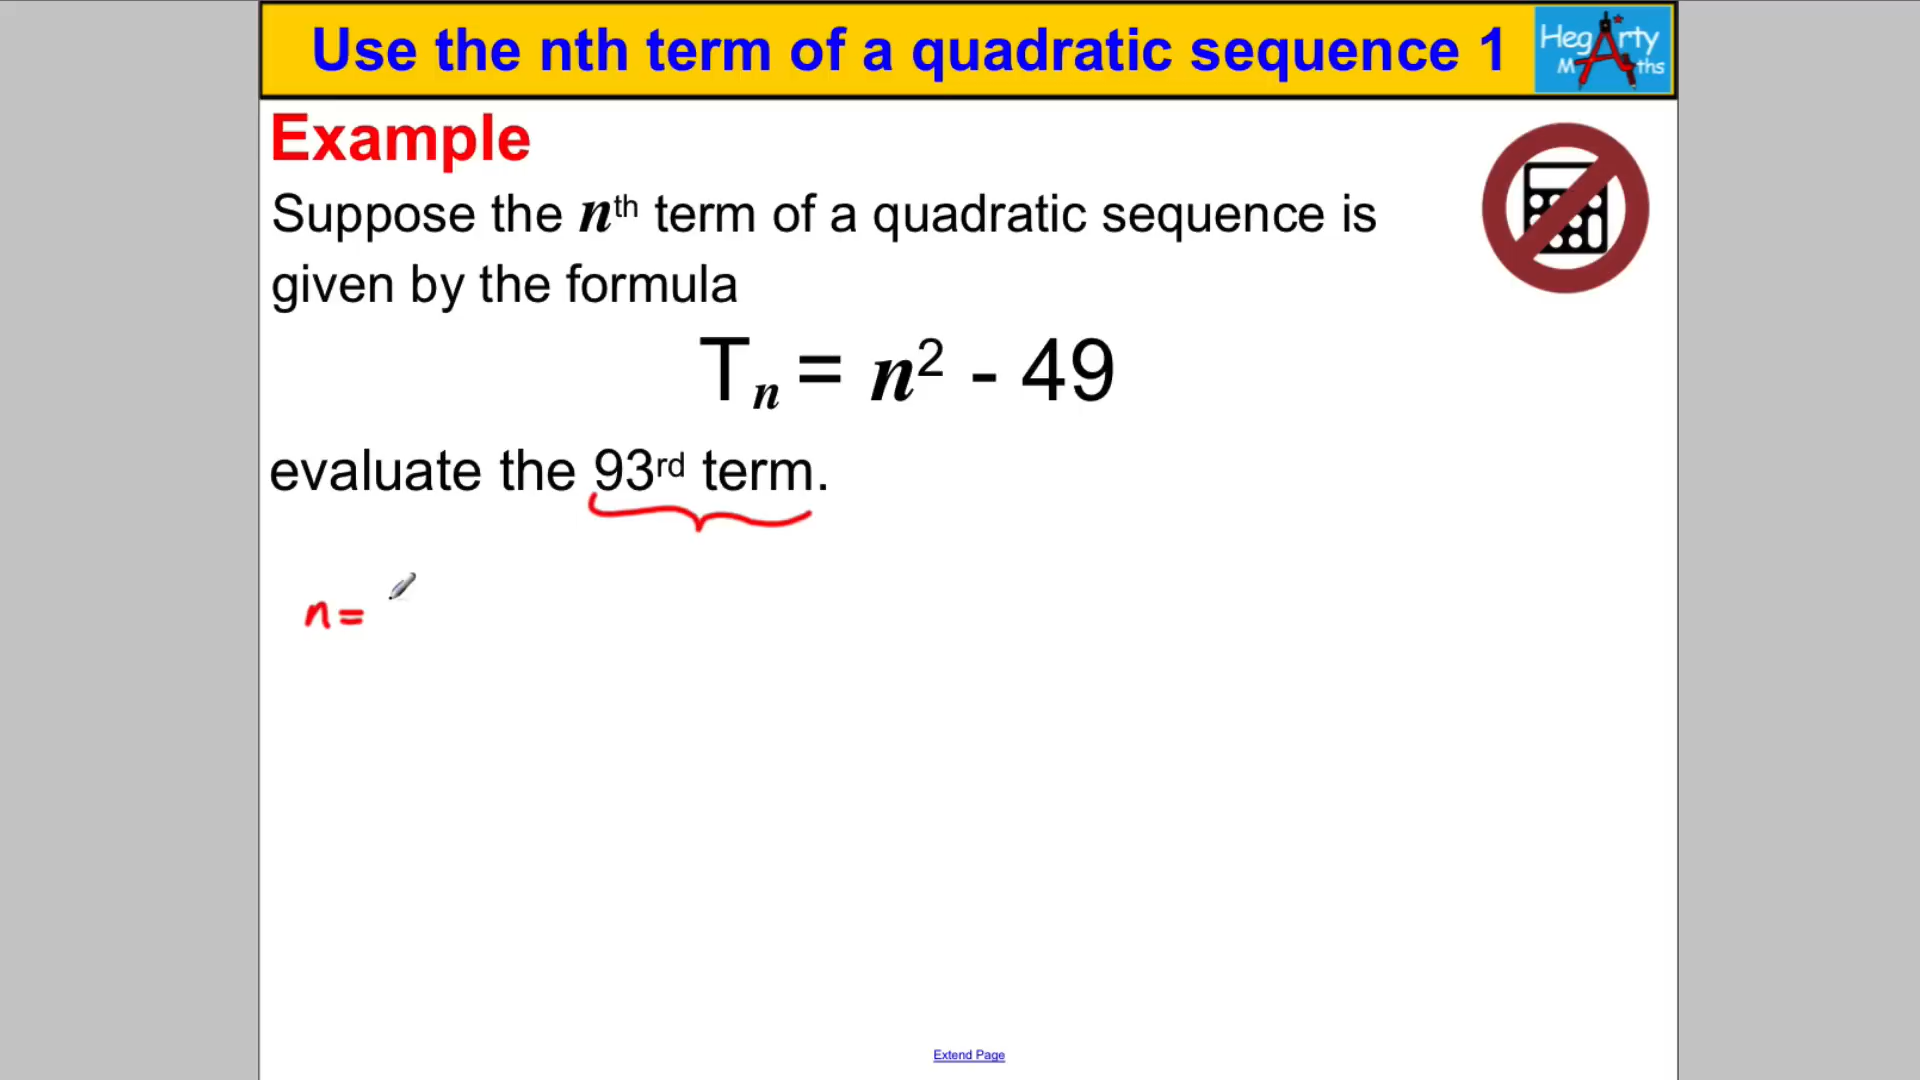 Use the nth term of a quadratic sequence 1
HegArty
Maths
Example
Suppose the nth term of a quadratic sequence is
given by the formula
Tn = n² - 49
evaluate the 93rd term.
n =
Extend Page